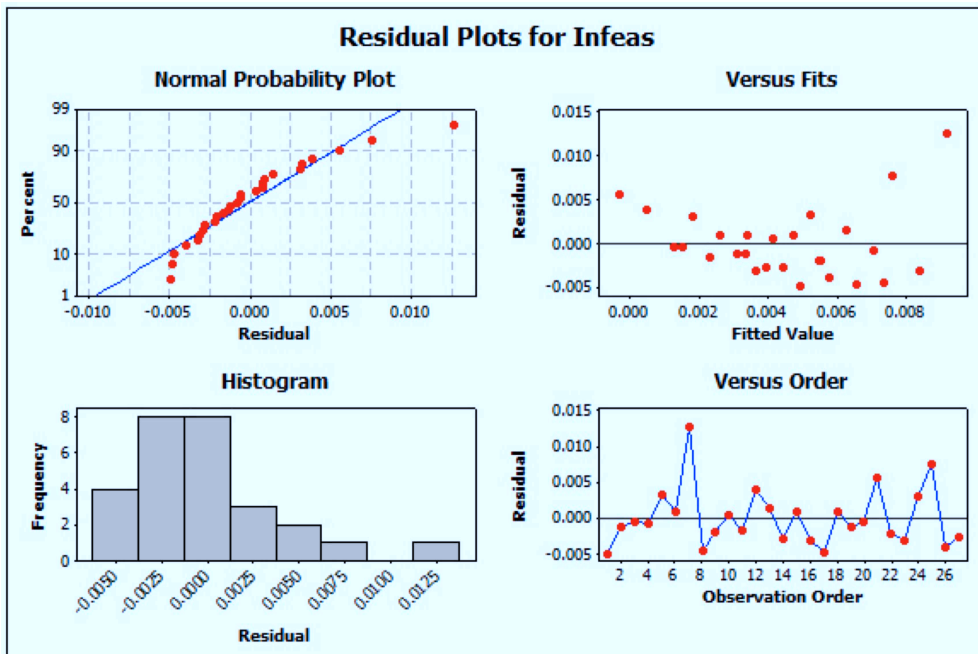 Residual Plots for Infeas
Normal Probability Plot
Percent
99
90
50
10
1
-0.010 -0.005 0.000 0.005 0.010
Residual
Versus Fits
Residual
0.015
0.010
0.005
0.000
-0.005
0.000 0.002 0.004 0.006 0.008
Fitted Value
Histogram
Frequency
8
6
4
2
0
-0.0050 -0.0025 0.0000 0.0025 0.0050 0.0075 0.0100 0.0125
Residual
Versus Order
Residual
0.015
0.010
0.005
0.000
-0.005
2 4 6 8 10 12 14 16 18 20 22 24 26
Observation Order